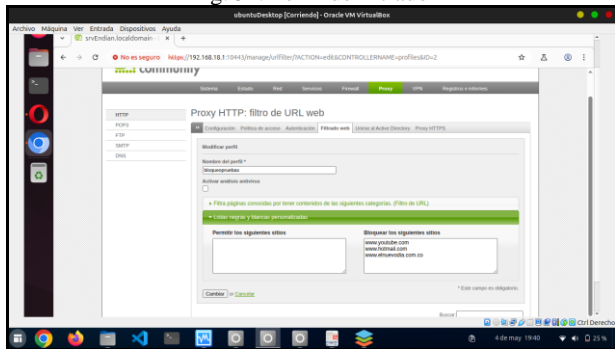 ubuntuDesktop [Corriendo] - Oracle VM VirtualBox
Archivo Máquina Ver Entrada Dispositivos Ayuda
srvEndian.localdomain
No es seguro https://192.168.18.1:10443/manage/urlfilter/?ACTION=edit&CONTROLLERNAME=profiles&ID=2
community
Sistema Estado Red Servicios Firewall Proxy VPN Registros e Informes
HTTP
POP3
FTP
SMTP
DNS
Proxy HTTP: filtro de URL web
Configuración Política de acceso Autenticación Filtrado web Unirse al Active Directory Proxy HTTPS
Modificar perfil
Nombre del perfil *
bloqueopruebas
Activar análisis antivirus
Filtra páginas conocidas por tener contenidos de las siguientes categorías. (Filtro de URL)
Listas negras y blancas personalizadas
Permitir los siguientes sitios
Bloquear los siguientes sitios
www.youtube.com
www.hotmail.com
www.elnuevodia.com.co
Cambiar or Cancelar
* Este campo es obligatorio.
Buscar
Ctrl Derecho
4 de may 19:40
25 %